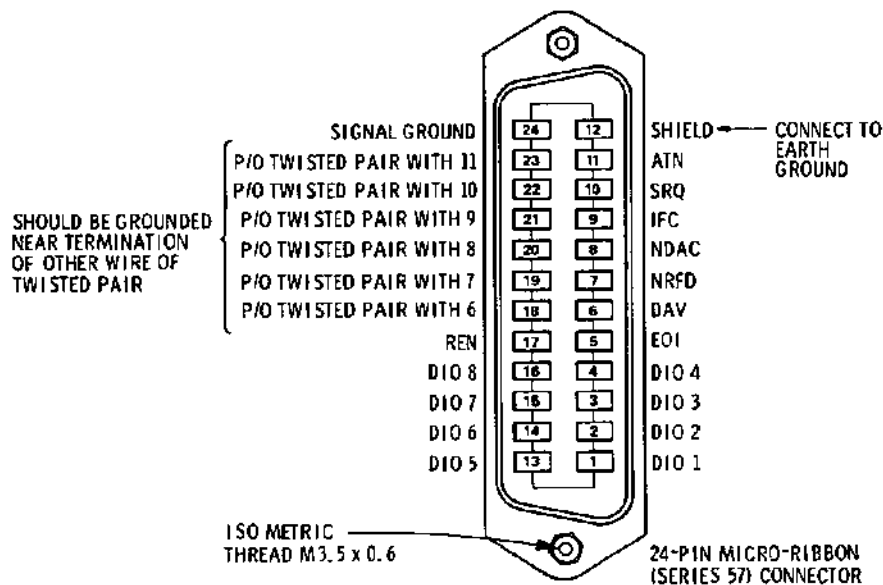 SIGNAL GROUND 24 12 SHIELD CONNECT TO
EARTH
GROUND
P/O TWISTED PAIR WITH 11 23 11 ATN
P/O TWISTED PAIR WITH 10 22 10 SRQ
P/O TWISTED PAIR WITH 9 21 9 IFC
P/O TWISTED PAIR WITH 8 20 8 NDAC
P/O TWISTED PAIR WITH 7 19 7 NRFD
P/O TWISTED PAIR WITH 6 18 6 DAV
SHOULD BE GROUNDED
NEAR TERMINATION
OF OTHER WIRE OF
TWISTED PAIR
REN 17 5 EOI
DIO 8 16 4 DIO 4
DIO 7 15 3 DIO 3
DIO 6 14 2 DIO 2
DIO 5 13 1 DIO 1
ISO METRIC
THREAD M3.5 x 0.6
24-PIN MICRO-RIBBON
(SERIES 57) CONNECTOR